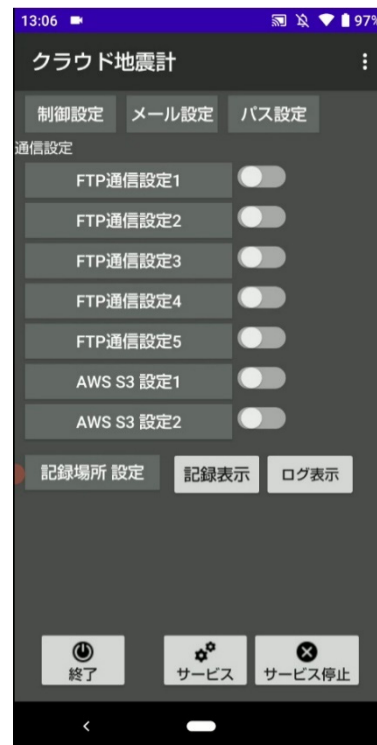 13:06 97%
クラウド地震計
制御設定 メール設定 パス設定
通信設定
FTP通信設定1
FTP通信設定2
FTP通信設定3
FTP通信設定4
FTP通信設定5
AWS S3 設定1
AWS S3 設定2
記録場所 設定 記録表示 ログ表示
終了 サービス サービス停止